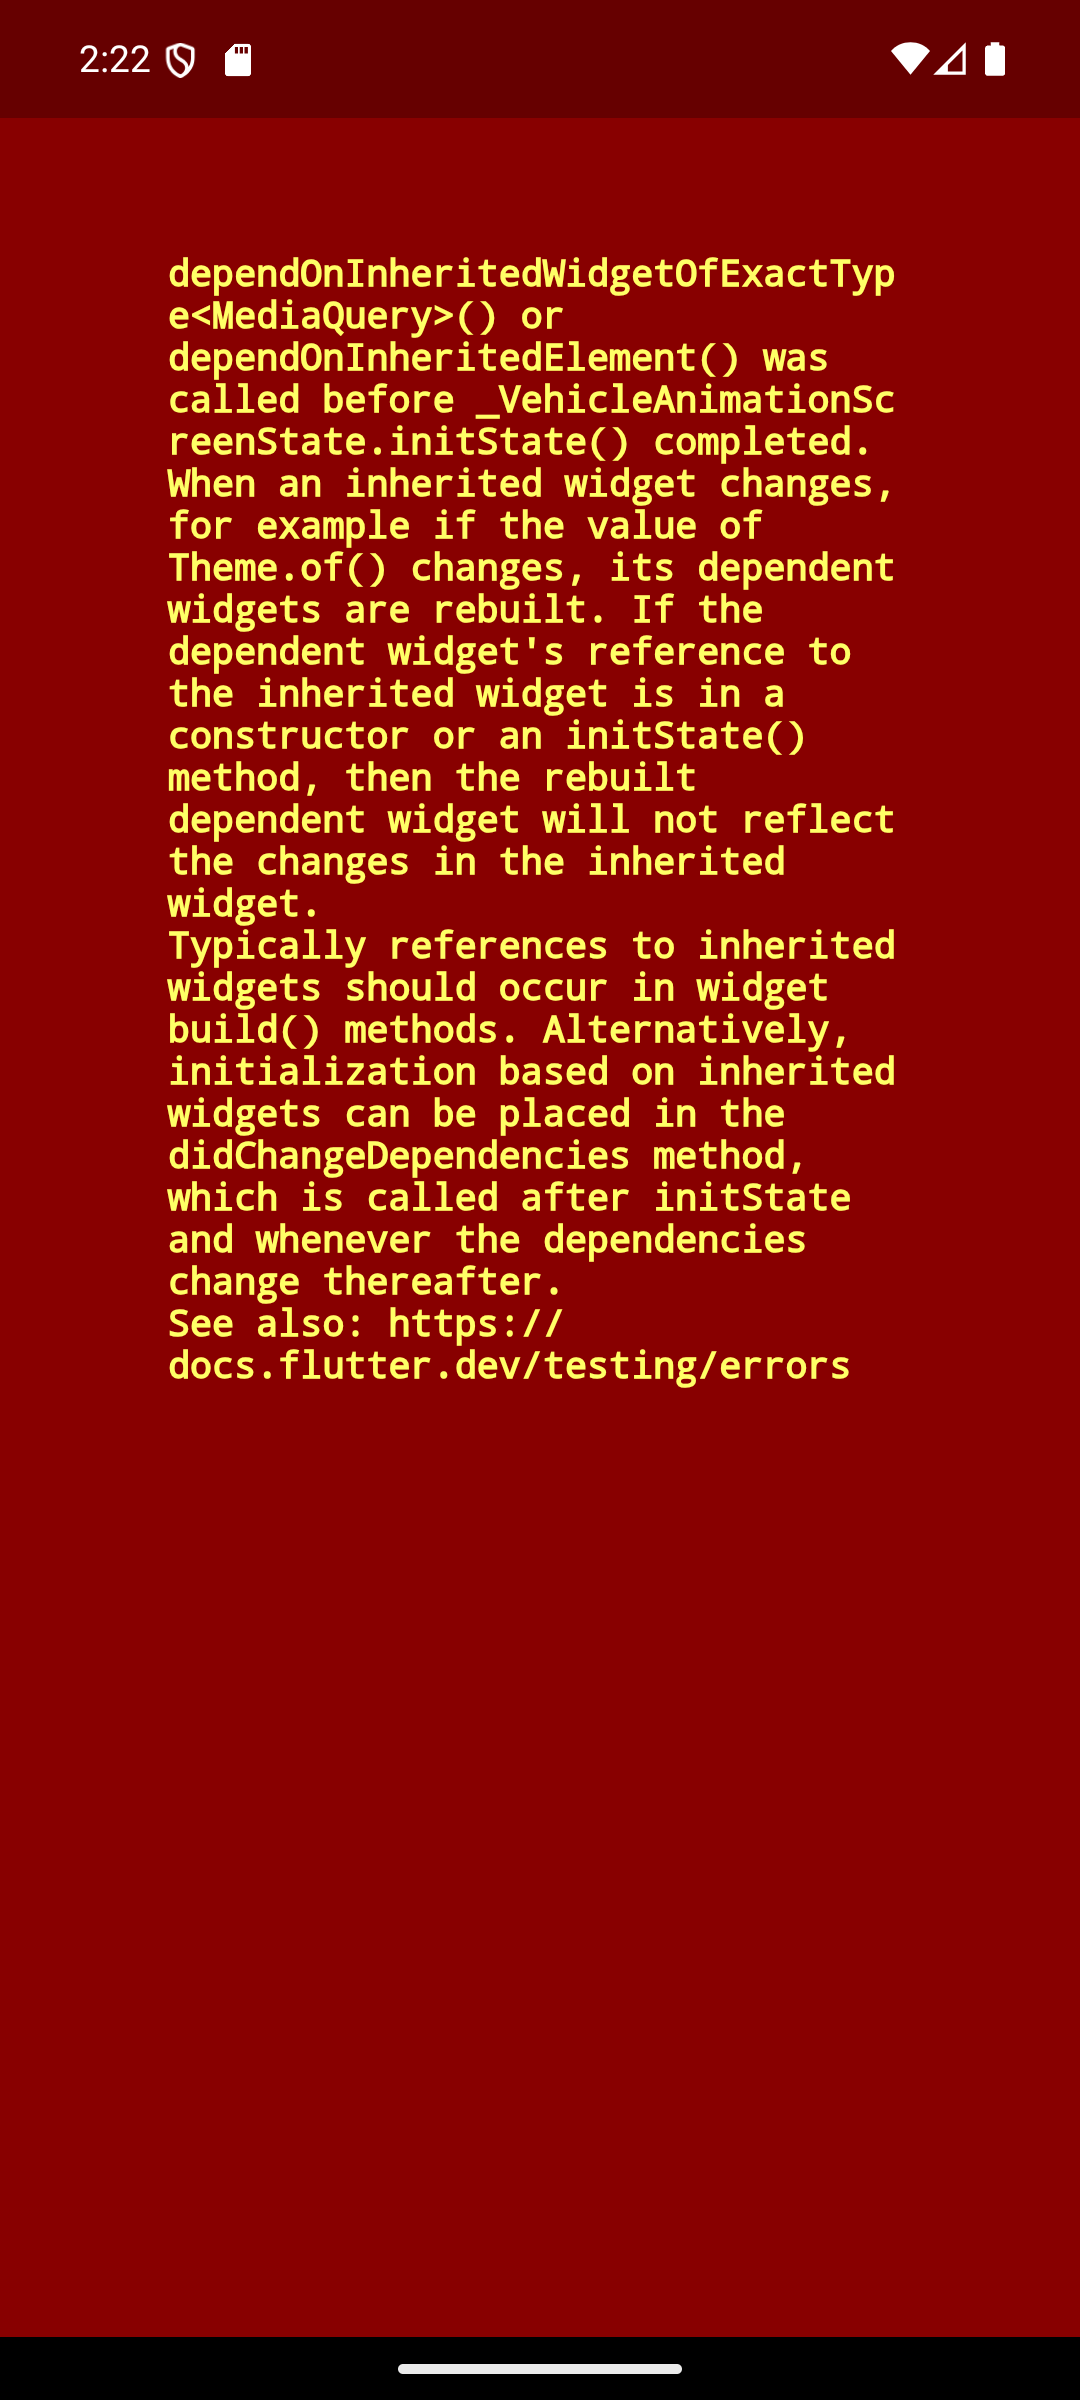 2:22
dependOnInheritedWidgetOfExactTyp
e<MediaQuery>() or
dependOnInheritedElement() was
called before _VehicleAnimationSc
reenState.initState() completed.
When an inherited widget changes,
for example if the value of
Theme.of() changes, its dependent
widgets are rebuilt. If the
dependent widget's reference to
the inherited widget is in a
constructor or an initState()
method, then the rebuilt
dependent widget will not reflect
the changes in the inherited
widget.
Typically references to inherited
widgets should occur in widget
build() methods. Alternatively,
initialization based on inherited
widgets can be placed in the
didChangeDependencies method,
which is called after initState
and whenever the dependencies
change thereafter.
See also: https://
docs.flutter.dev/testing/errors